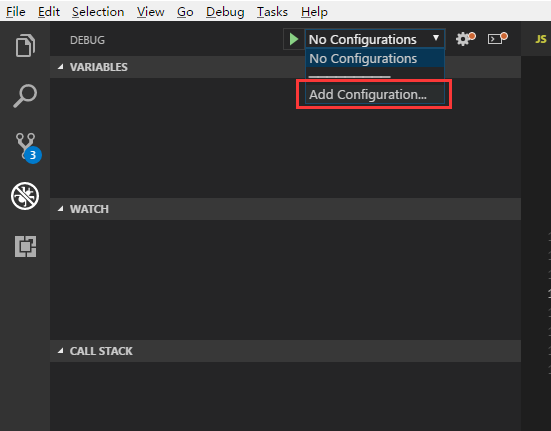 File Edit Selection View Go Debug Tasks Help
DEBUG No Configurations JS
No Configurations
VARIABLES
Add Configuration...
3
WATCH
CALL STACK